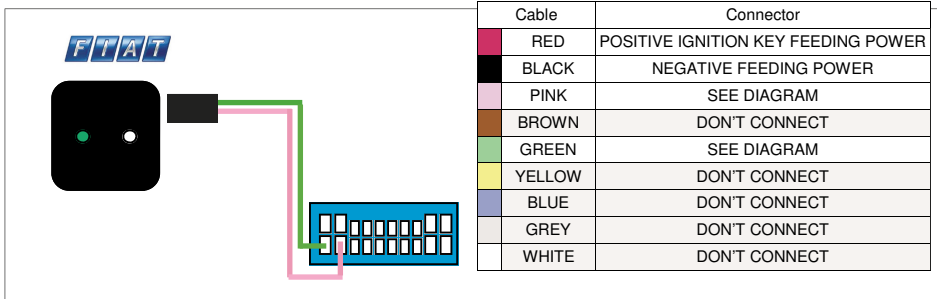 FIAT
Cable Connector
RED POSITIVE IGNITION KEY FEEDING POWER
BLACK NEGATIVE FEEDING POWER
PINK SEE DIAGRAM
BROWN DON'T CONNECT
GREEN SEE DIAGRAM
YELLOW DON'T CONNECT
BLUE DON'T CONNECT
GREY DON'T CONNECT
WHITE DON'T CONNECT